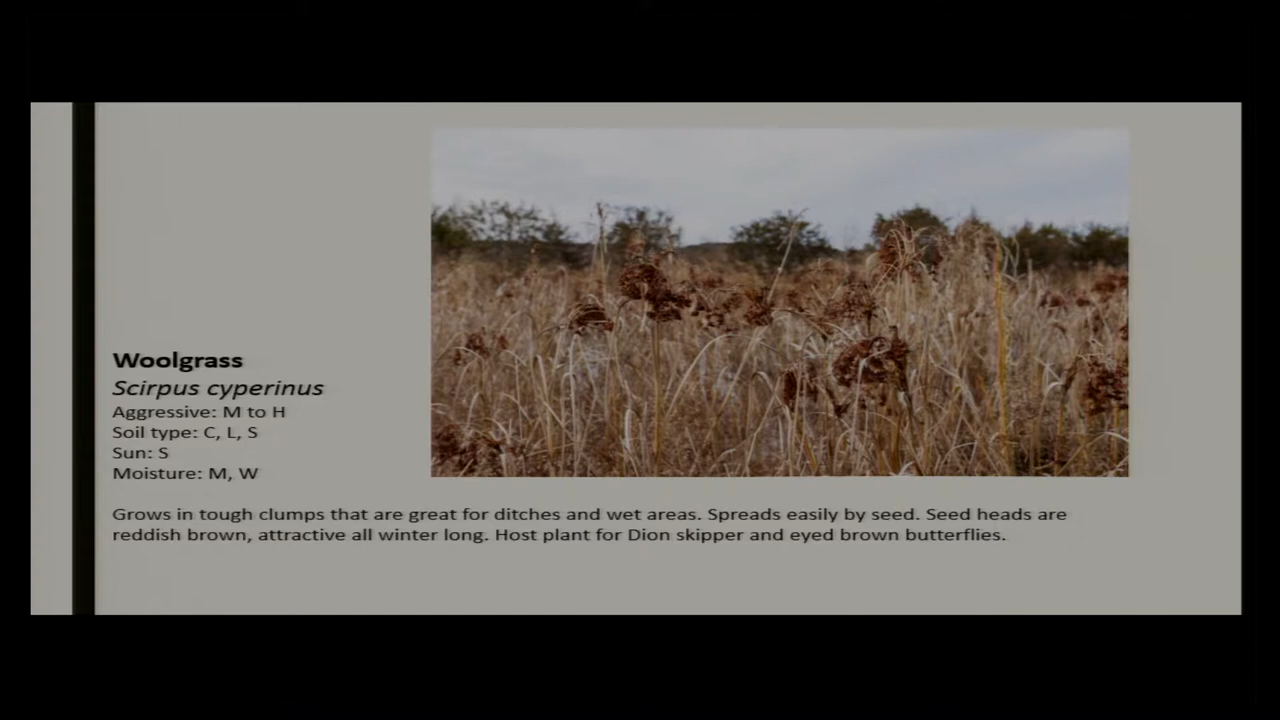 Woolgrass
Scirpus cyperinus
Aggressive: M to H
Soil type: C, L, S
Sun: S
Moisture: M, W
Grows in tough clumps that are great for ditches and wet areas. Spreads easily by seed. Seed heads are
reddish brown, attractive all winter long. Host plant for Dion skipper and eyed brown butterflies.